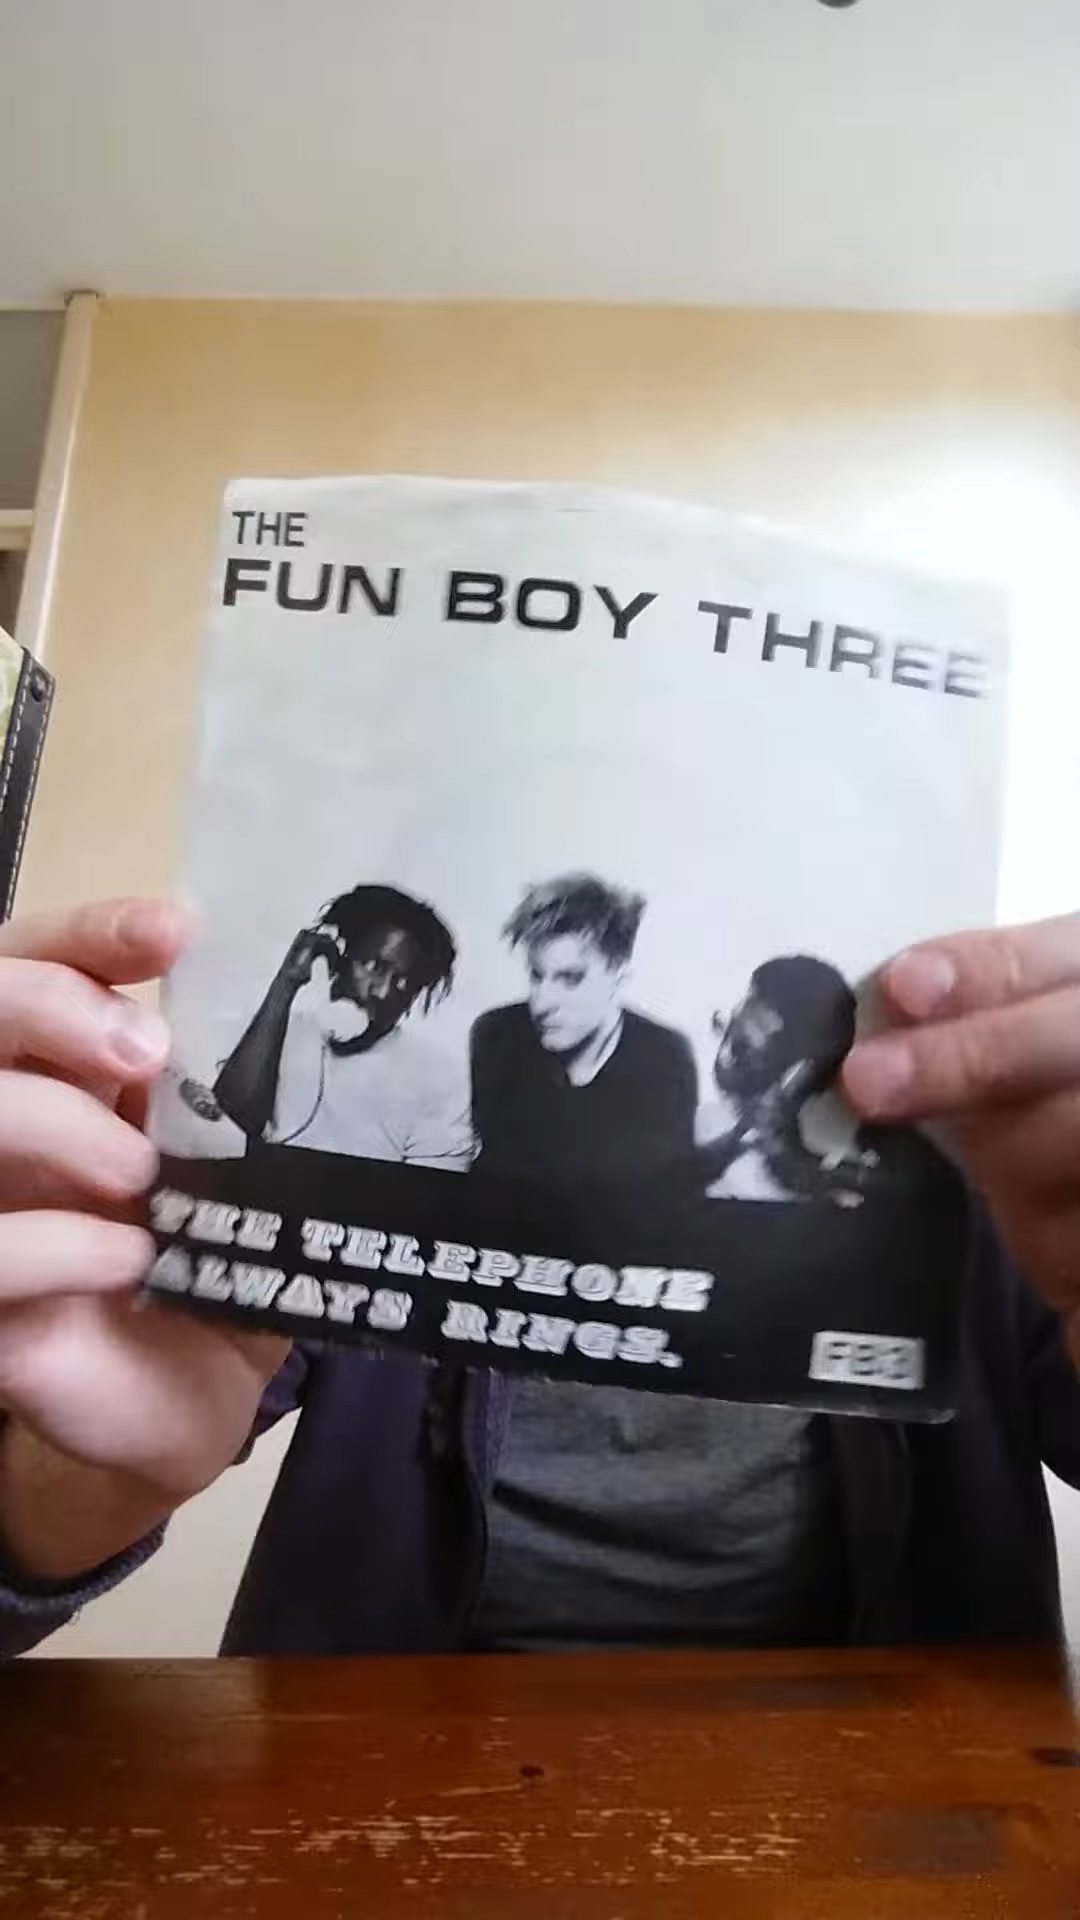 THE
FUN BOY THREE
THE TELEPHONE
ALWAYS RINGS.
FB3